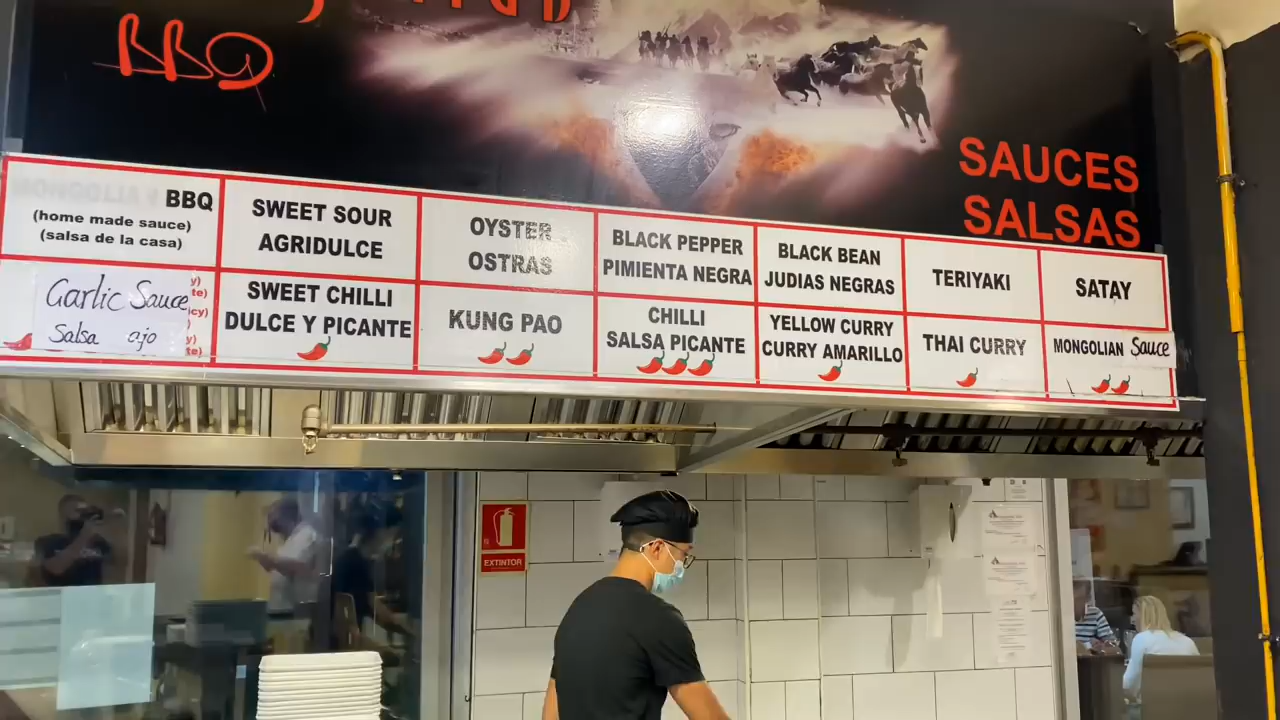 BBQ
SAUCES
SALSAS
BBQ
(home made sauce)
(salsa de la casa)
SWEET SOUR
AGRIDULCE
OYSTER
OSTRAS
BLACK PEPPER
PIMIENTA NEGRA
BLACK BEAN
JUDIAS NEGRAS
TERIYAKI
SATAY
Garlic Sauce
Salsa ajo
SWEET CHILLI
DULCE Y PICANTE
KUNG PAO
CHILLI
SALSA PICANTE
YELLOW CURRY
CURRY AMARILLO
THAI CURRY
MONGOLIAN Sauce
EXTINTOR